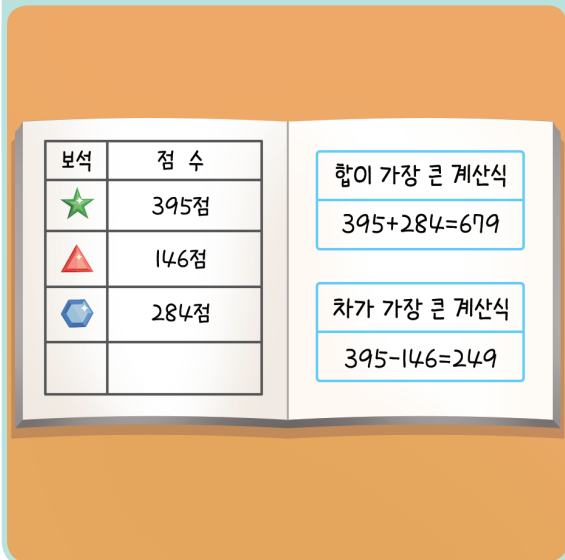 보석 점 수
395점
146점
284점
합이 가장 큰 계산식
395+284=679
차가 가장 큰 계산식
395-146=249